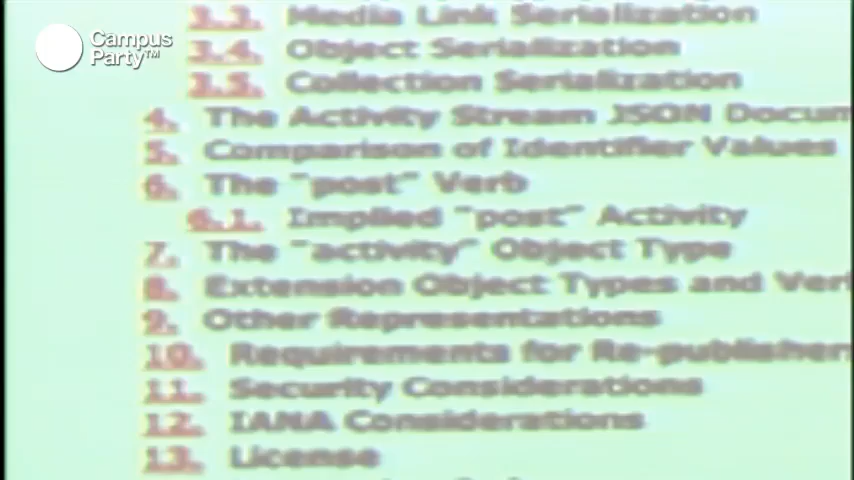 Campus
Party™
3.3. Media Link Serialization
3.4. Object Serialization
3.5. Collection Serialization
4. The Activity Stream JSON Docum
5. Comparison of Identifier Values
6. The "post" Verb
6.1. Implied "post" Activity
7. The "activity" Object Type
8. Extension Object Types and Verb
9. Other Representations
10. Requirements for Re-publishers
11. Security Considerations
12. IANA Considerations
13. License